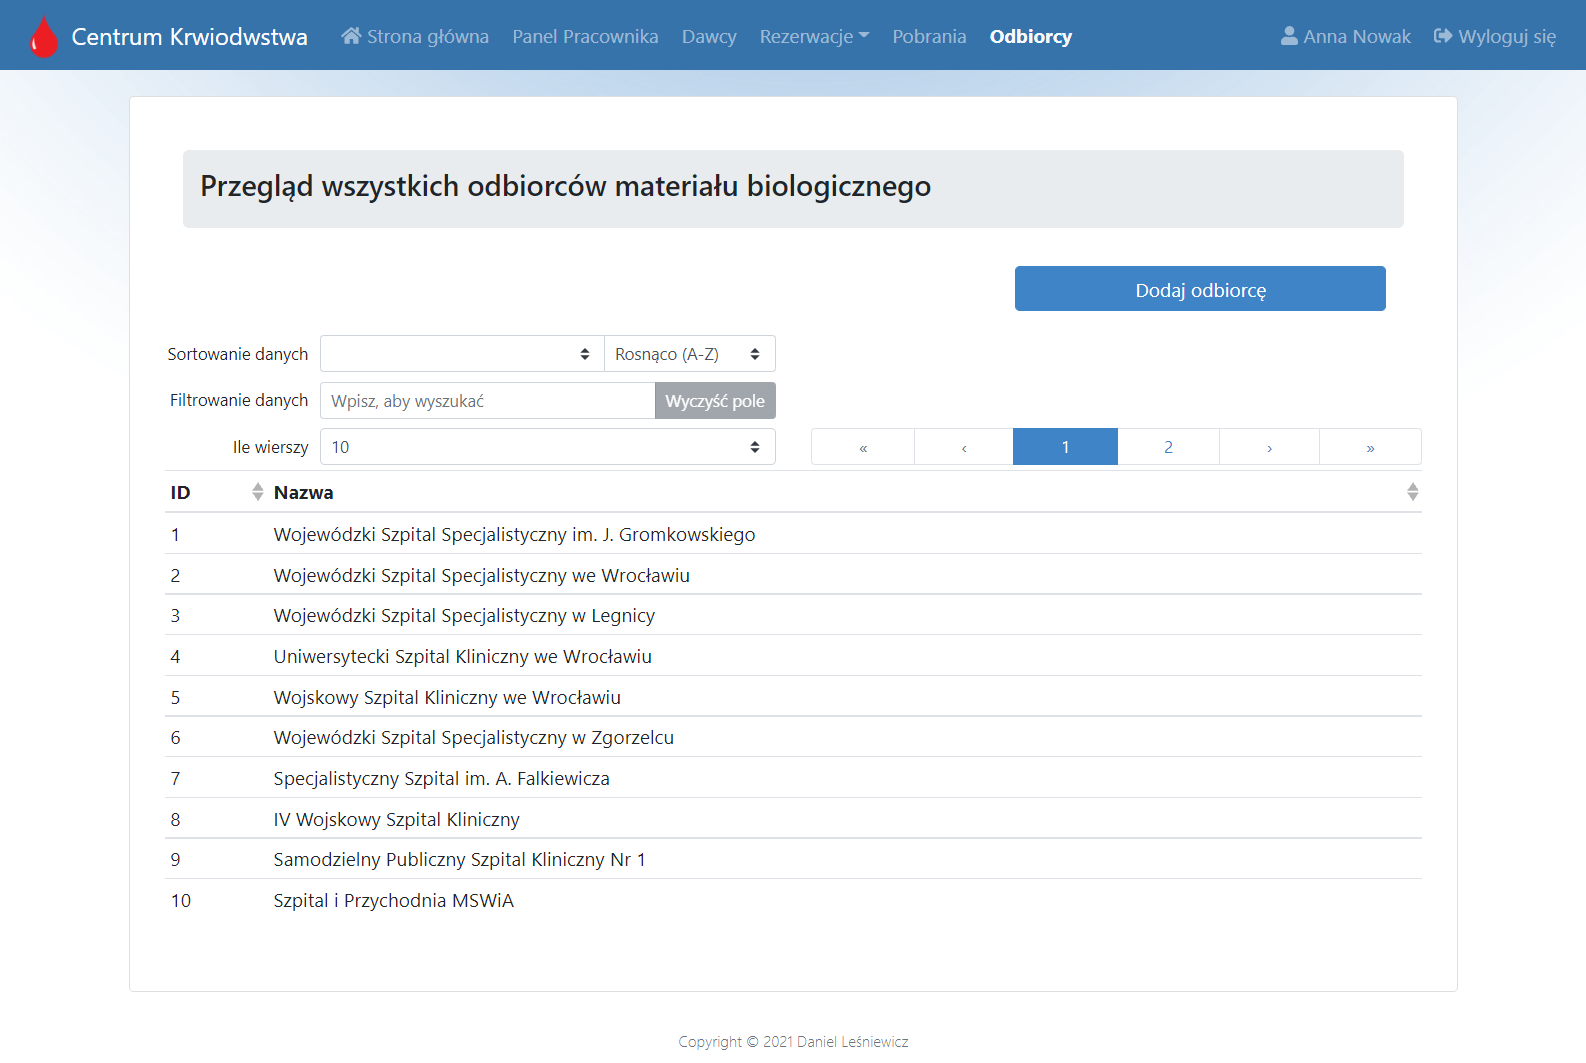 Centrum Krwiodwstwa Strona główna Panel Pracownika Dawcy Rezerwacje Pobrania Odbiorcy Anna Nowak Wyloguj się
Przegląd wszystkich odbiorców materiału biologicznego
Dodaj odbiorcę
Sortowanie danych Rosnąco (A-Z)
Filtrowanie danych Wpisz, aby wyszukać Wyczyść pole
Ile wierszy 10 « ‹ 1 2 › »
ID Nazwa
1 Wojewódzki Szpital Specjalistyczny im. J. Gromkowskiego
2 Wojewódzki Szpital Specjalistyczny we Wrocławiu
3 Wojewódzki Szpital Specjalistyczny w Legnicy
4 Uniwersytecki Szpital Kliniczny we Wrocławiu
5 Wojskowy Szpital Kliniczny we Wrocławiu
6 Wojewódzki Szpital Specjalistyczny w Zgorzelcu
7 Specjalistyczny Szpital im. A. Falkiewicza
8 IV Wojskowy Szpital Kliniczny
9 Samodzielny Publiczny Szpital Kliniczny Nr 1
10 Szpital i Przychodnia MSWiA
Copyright © 2021 Daniel Leśniewicz